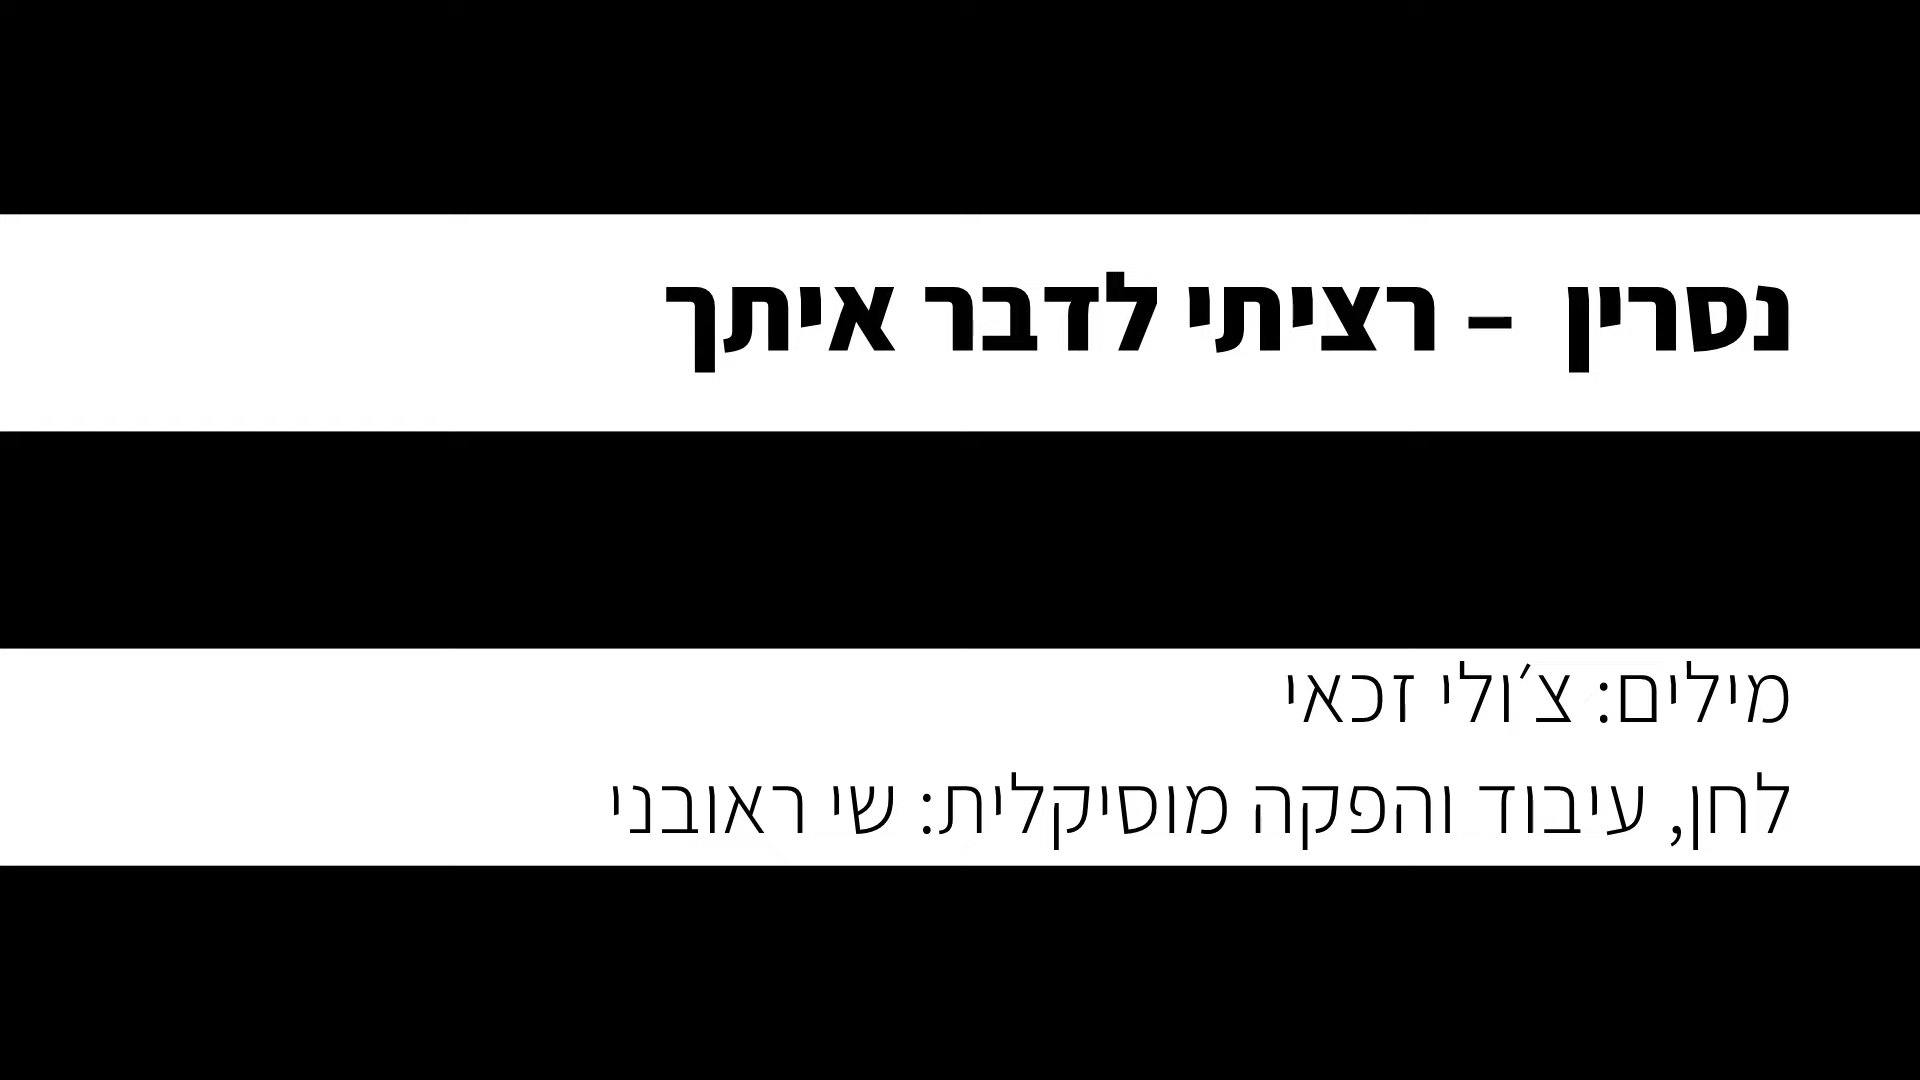 נסרין – רציתי לדבר איתך
מילים: צ׳ולי זכאי
לחן, עיבוד והפקה מוסיקלית: שי ראובני